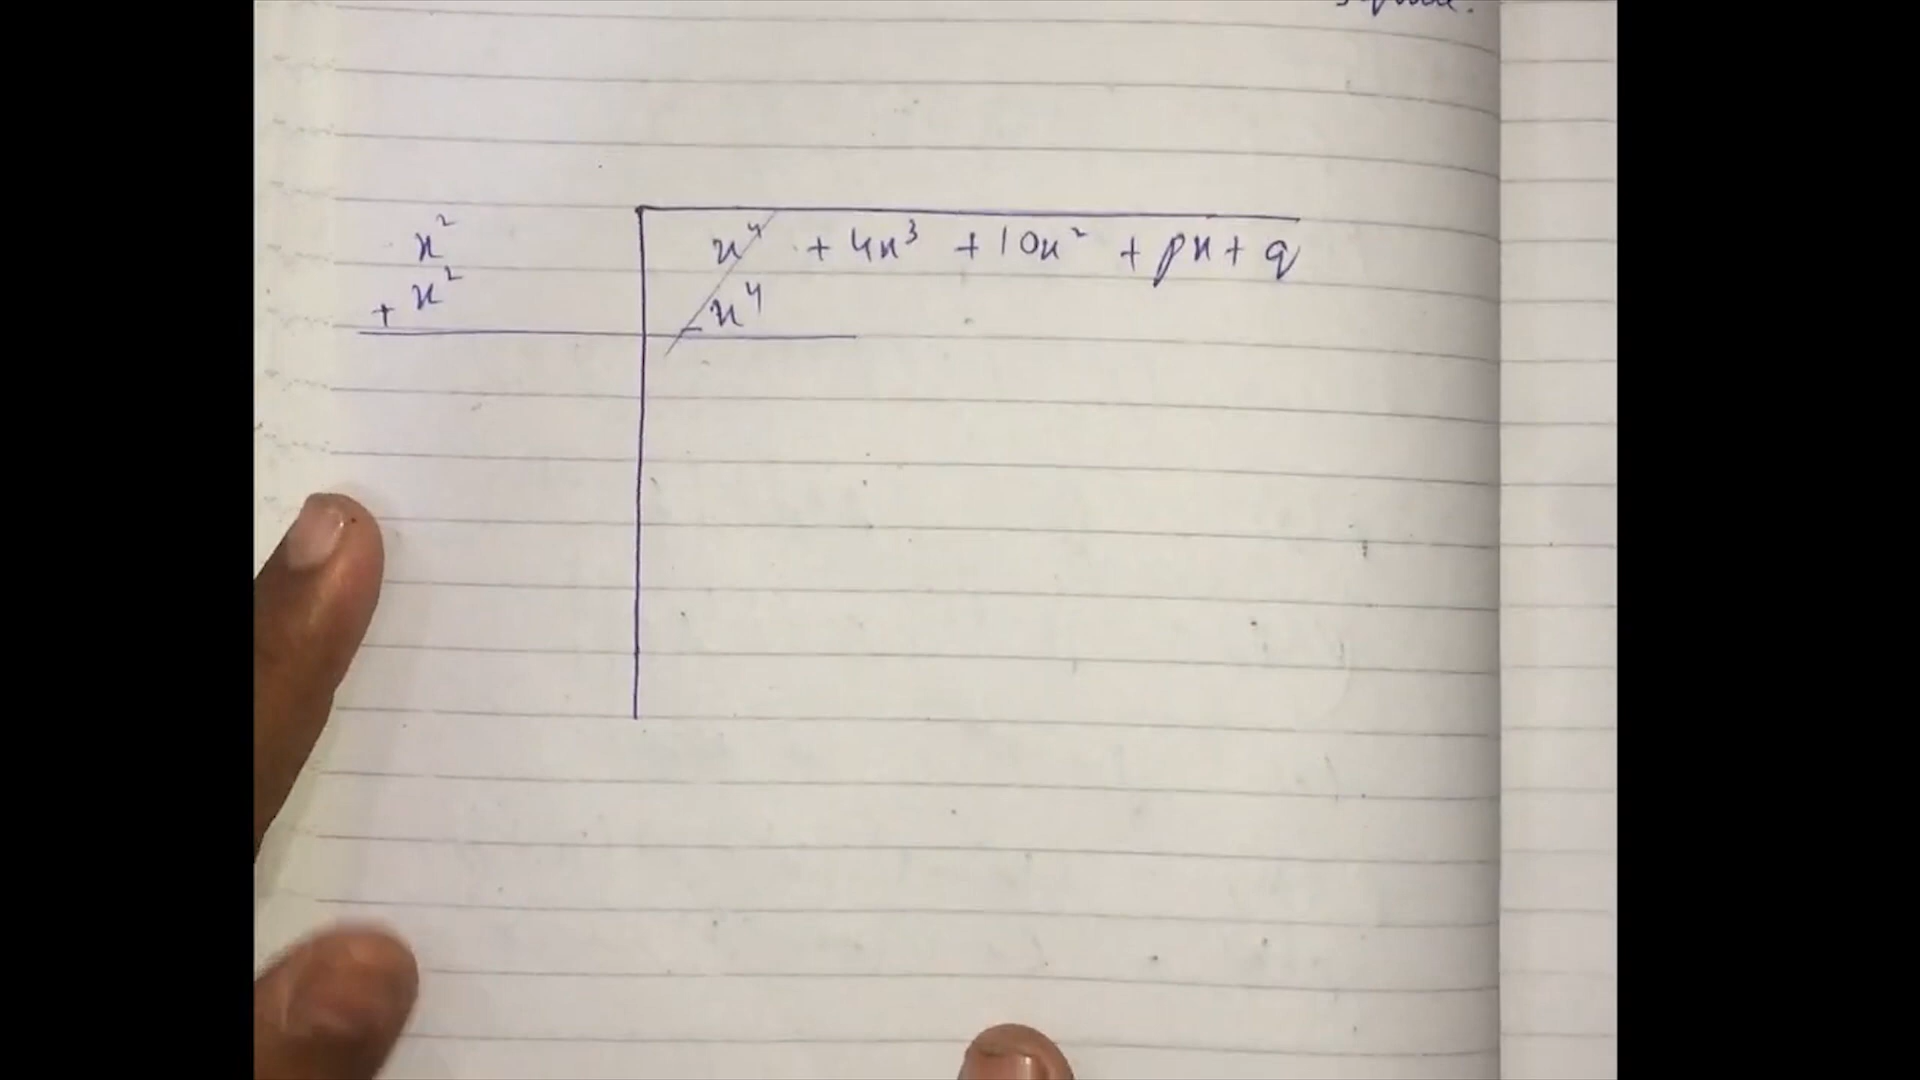 x² x⁴ + 4x³ + 10x² + px + q
+ x² - x⁴